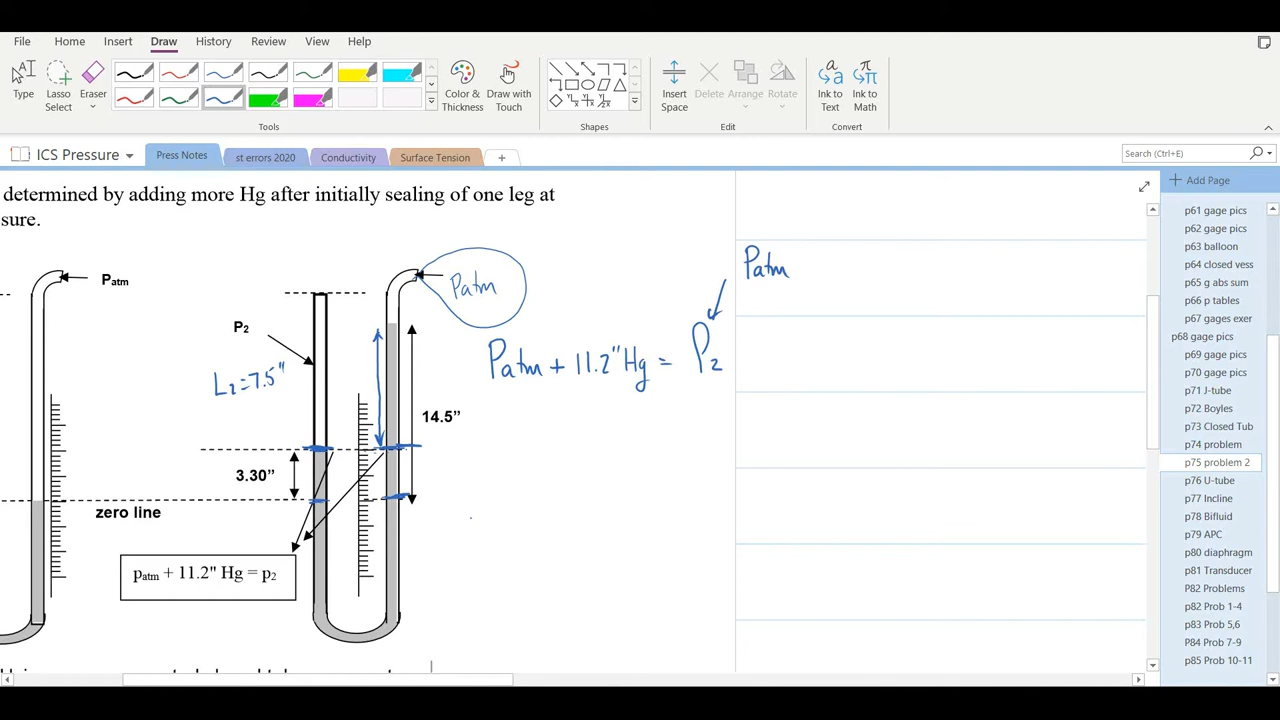 File Home Insert Draw History Review View Help
Type
Lasso Select
Eraser
Color & Thickness
Draw with Touch
Insert Space
Delete
Arrange
Rotate
Ink to Text
Ink to Math
Tools
Shapes
Edit
Convert
ICS Pressure
Press Notes
st errors 2020
Conductivity
Surface Tension
Search (Ctrl+E)
Add Page
determined by adding more Hg after initially sealing of one leg at
sure.
Patm
Patm
Patm
P2
L2=7.5"
Patm + 11.2" Hg = P2
14.5”
3.30”
zero line
patm + 11.2" Hg = p2
p61 gage pics
p62 gage pics
p63 balloon
p64 closed vess
p65 g abs sum
p66 p tables
p67 gages exer
p68 gage pics
p69 gage pics
p70 gage pics
p71 J-tube
p72 Boyles
p73 Closed Tub
p74 problem
p75 problem 2
p76 U-tube
p77 Incline
p78 Bifluid
p79 APC
p80 diaphragm
p81 Transducer
P82 Problems
p82 Prob 1-4
p83 Prob 5,6
P84 Prob 7-9
p85 Prob 10-11